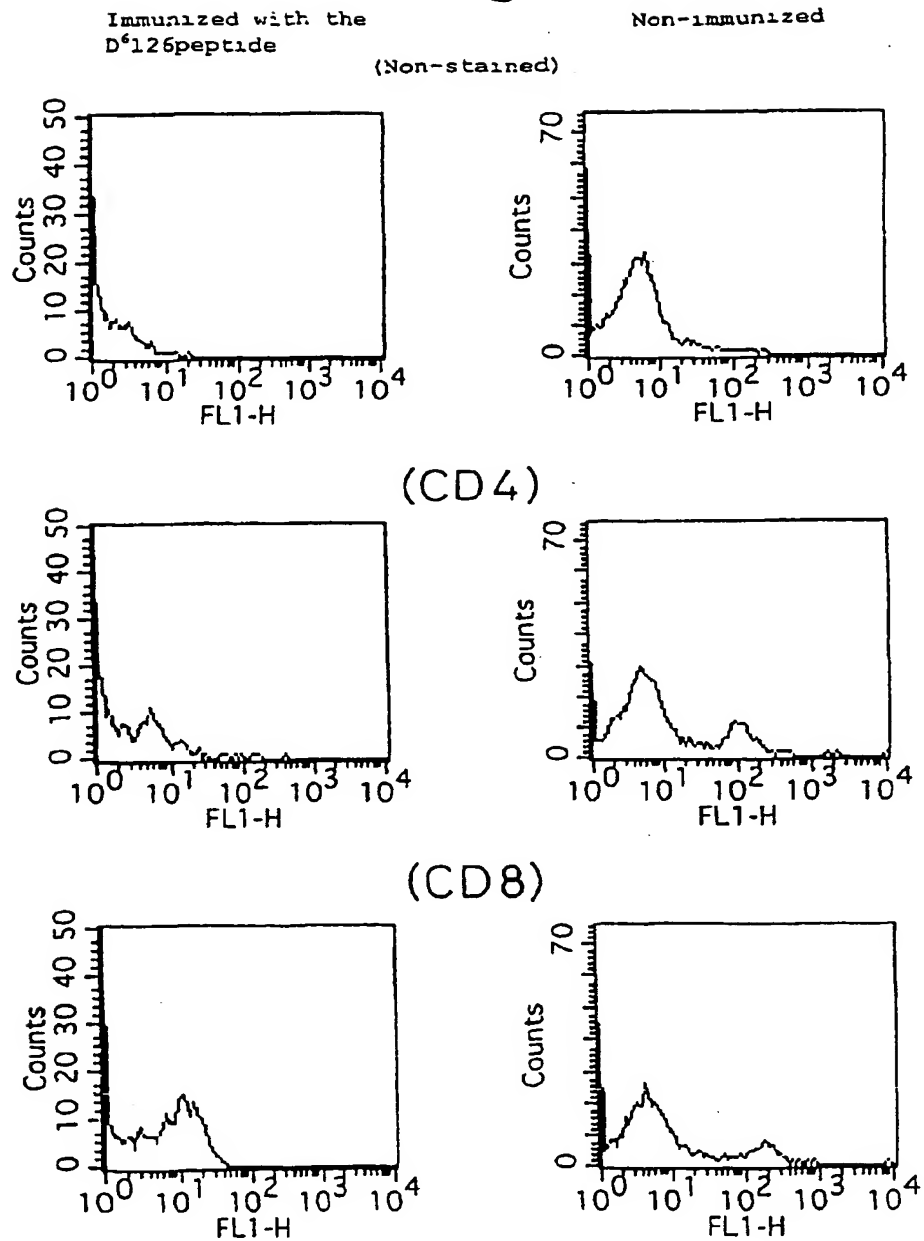 Immunized with the
D⁶126peptide
Non-immunized
(Non-stained)
50
40
30
20
10
0
Counts
10⁰ 10¹ 10² 10³ 10⁴
FL1-H
70
0
Counts
10⁰ 10¹ 10² 10³ 10⁴
FL1-H
(CD4)
50
40
30
20
10
0
Counts
10⁰ 10¹ 10² 10³ 10⁴
FL1-H
70
0
Counts
10⁰ 10¹ 10² 10³ 10⁴
FL1-H
(CD8)
50
40
30
20
10
0
Counts
10⁰ 10¹ 10² 10³ 10⁴
FL1-H
70
0
Counts
10⁰ 10¹ 10² 10³ 10⁴
FL1-H